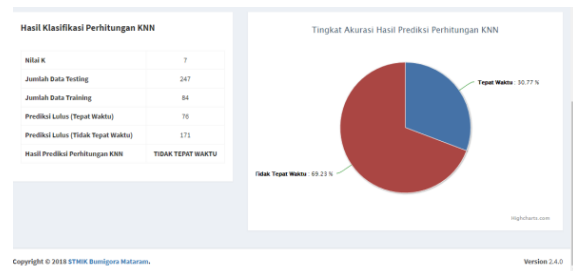 Hasil Klasifikasi Perhitungan KNN
Nilai K 7
Jumlah Data Testing 247
Jumlah Data Training 84
Prediksi Lulus (Tepat Waktu) 76
Prediksi Lulus (Tidak Tepat Waktu) 171
Hasil Prediksi Perhitungan KNN TIDAK TEPAT WAKTU
Tingkat Akurasi Hasil Prediksi Perhitungan KNN
Tepat Waktu : 30.77 %
Tidak Tepat Waktu : 69.23 %
Highcharts.com
Copyright © 2018 STMIK Bumigora Mataram.
Version 2.4.0